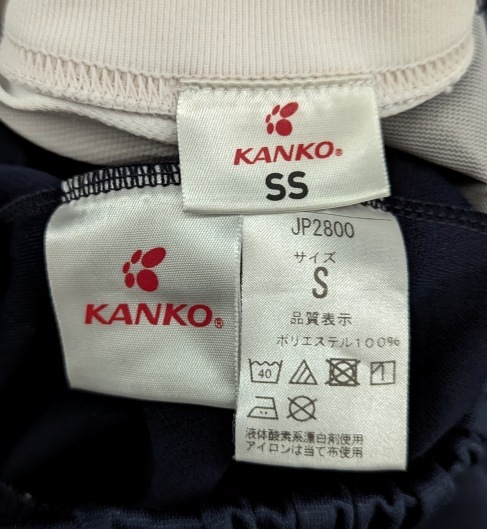 KANKO®
SS
KANKO®
JP2800
サイズ
S
品質表示
ポリエステル100%
40
液体酸素系漂白剤使用
アイロンは当て布使用